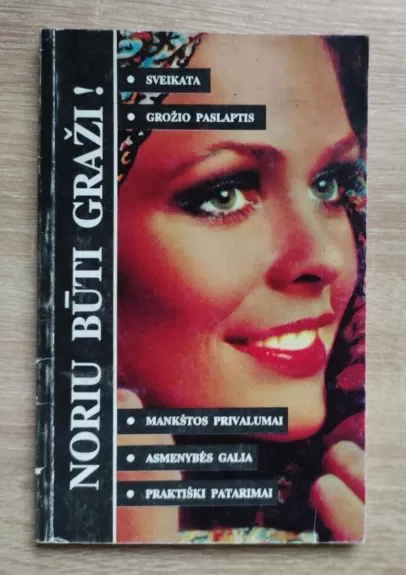 NORIU BŪTI GRAŽI!
• SVEIKATA
• GROŽIO PASLAPTIS
• MANKŠTOS PRIVALUMAI
• ASMENYBĖS GALIA
• PRAKTIŠKI PATARIMAI